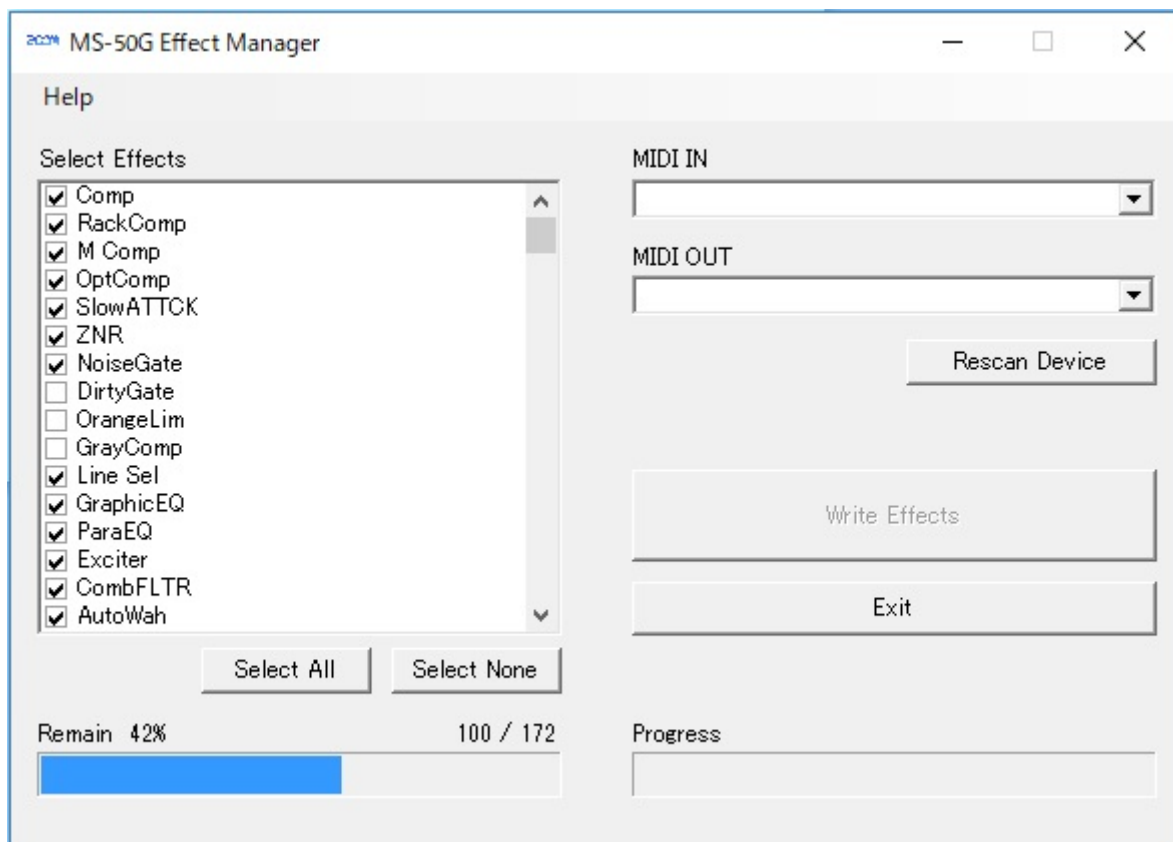 ZOOM MS-50G Effect Manager
Help
Select Effects
Comp
RackComp
M Comp
OptComp
SlowATTCK
ZNR
NoiseGate
DirtyGate
OrangeLim
GrayComp
Line Sel
GraphicEQ
ParaEQ
Exciter
CombFLTR
AutoWah
Select All
Select None
Remain 42%
100 / 172
MIDI IN
MIDI OUT
Rescan Device
Write Effects
Exit
Progress